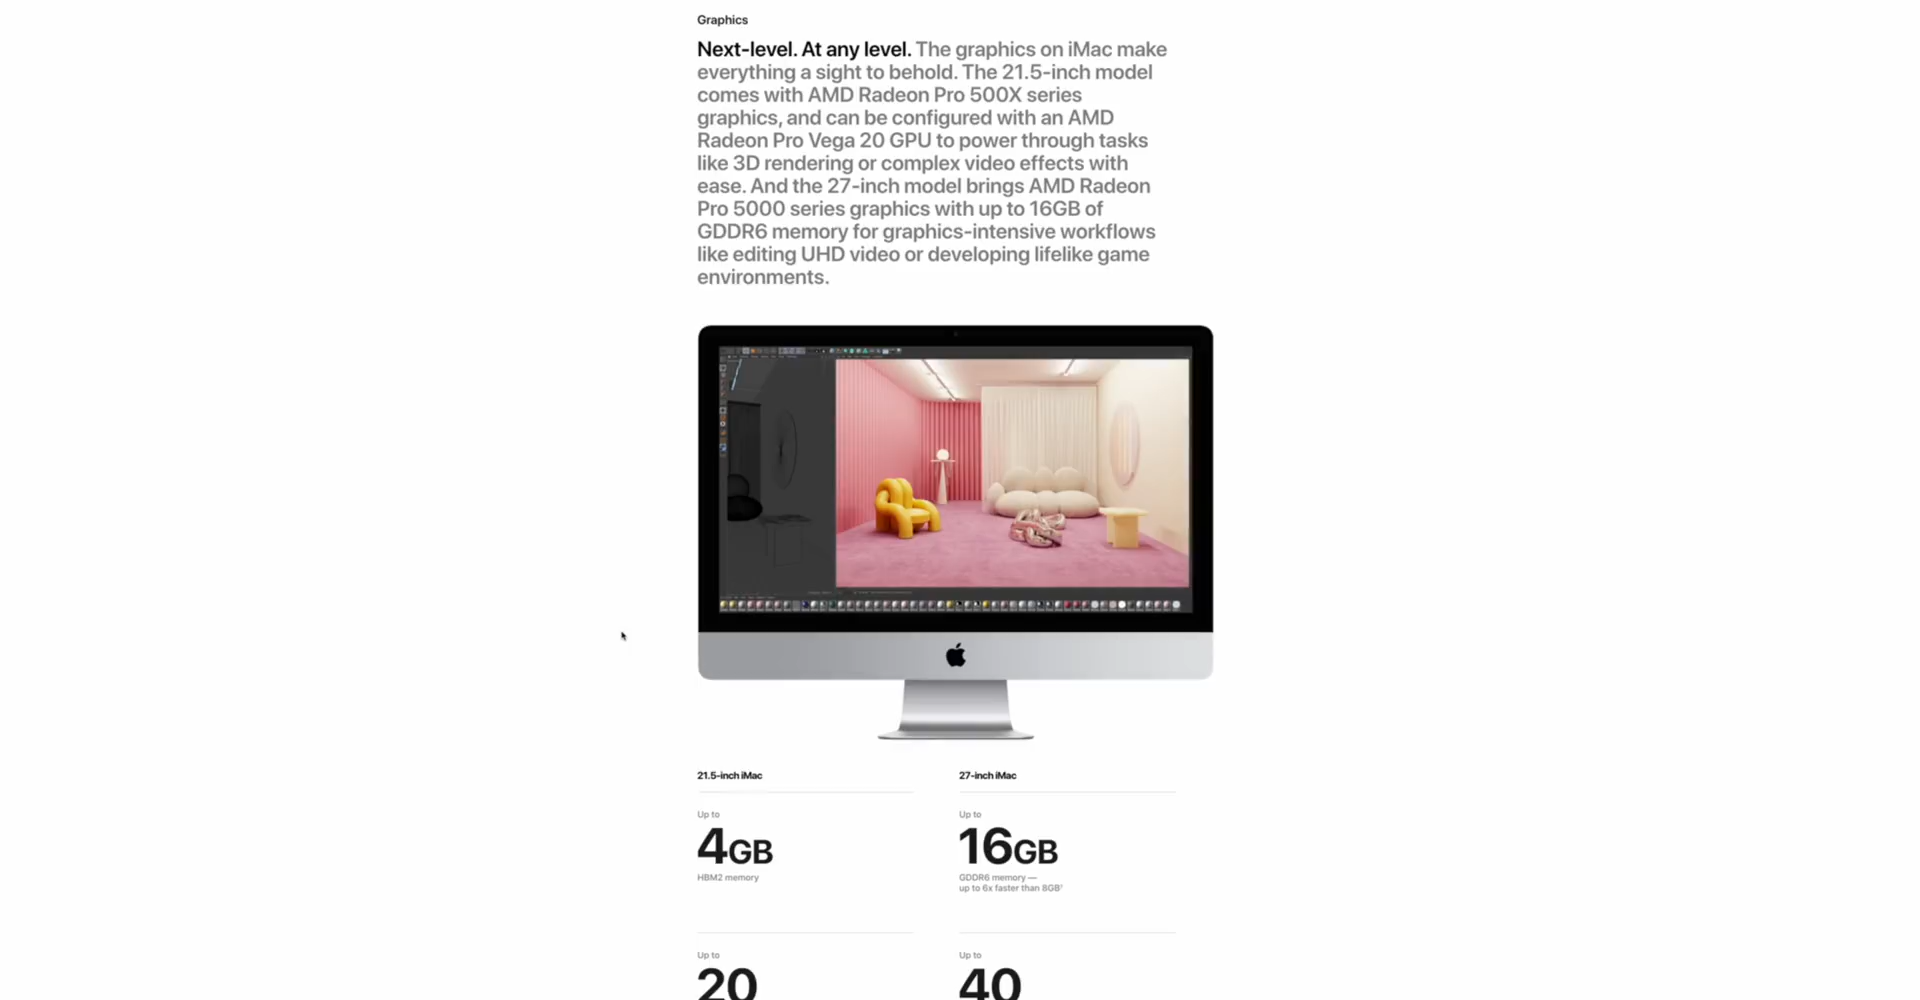 Graphics
Next-level. At any level. The graphics on iMac make
everything a sight to behold. The 21.5-inch model
comes with AMD Radeon Pro 500X series
graphics, and can be configured with an AMD
Radeon Pro Vega 20 GPU to power through tasks
like 3D rendering or complex video effects with
ease. And the 27-inch model brings AMD Radeon
Pro 5000 series graphics with up to 16GB of
GDDR6 memory for graphics-intensive workflows
like editing UHD video or developing lifelike game
environments.
21.5-inch iMac
Up to
4GB
HBM2 memory
Up to
20
27-inch iMac
Up to
16GB
GDDR6 memory —
up to 6x faster than 8GB
Up to
40